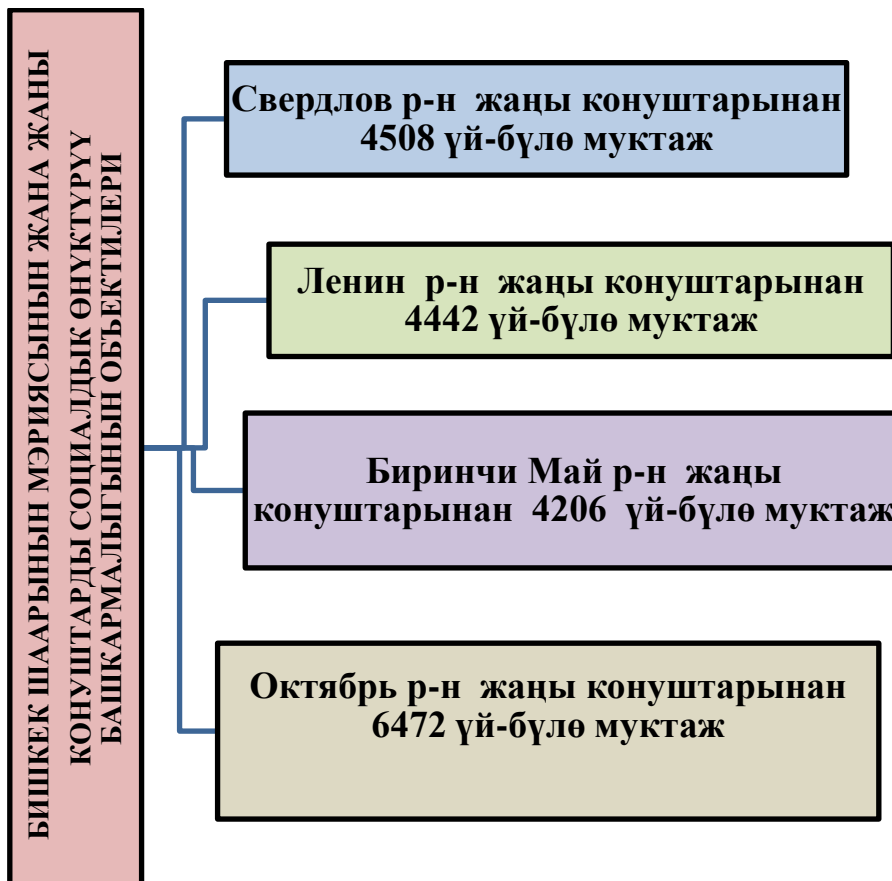 БИШКЕК ШААРЫНЫН МЭРИЯСЫНЫН ЖАНА ЖАНЫ
КОНУШТАРДЫ СОЦИАЛДЫК ӨНҮКТҮРҮҮ
БАШКАРМАЛЫГЫНЫН ОБЪЕКТИЛЕРИ
Свердлов р-н жаңы конуштарынан
4508 үй-бүлө муктаж
Ленин р-н жаңы конуштарынан
4442 үй-бүлө муктаж
Биринчи Май р-н жаңы
конуштарынан 4206 үй-бүлө муктаж
Октябрь р-н жаңы конуштарынан
6472 үй-бүлө муктаж